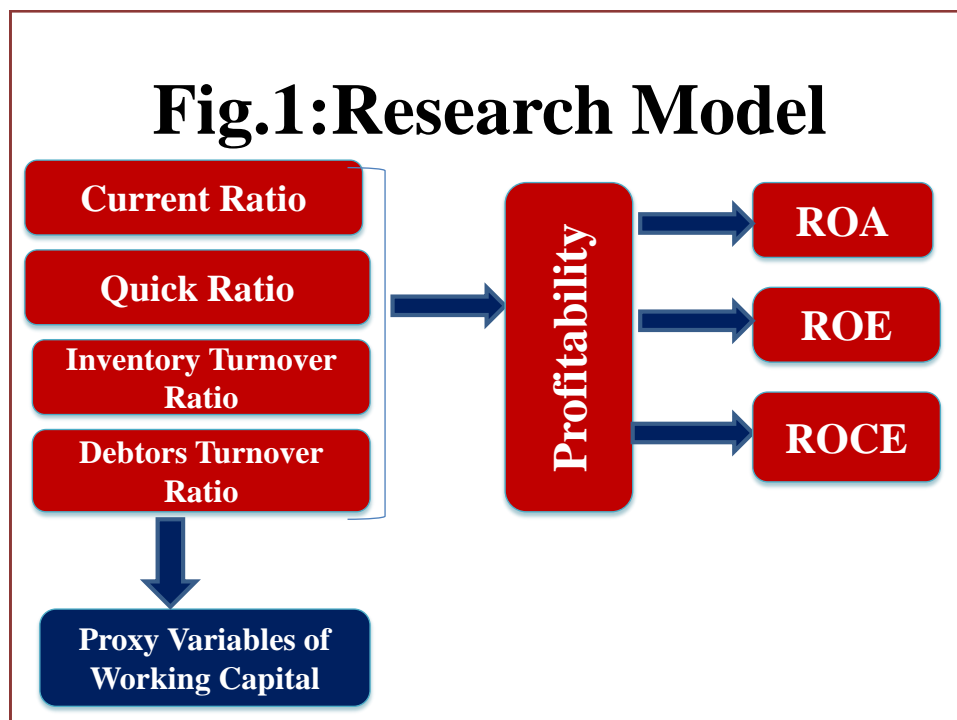 Fig.1:Research Model
Current Ratio
Quick Ratio
Inventory Turnover
Ratio
Debtors Turnover
Ratio
Proxy Variables of
Working Capital
Profitability
ROA
ROE
ROCE